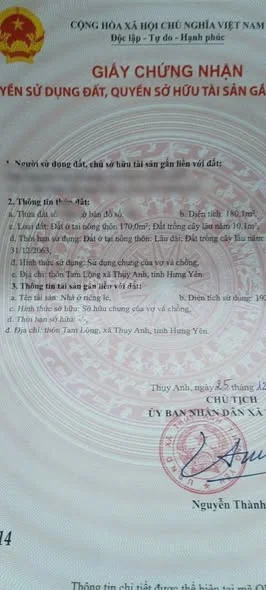 CỘNG HÒA XÃ HỘI CHỦ NGHĨA VIỆT NAM
Độc lập - Tự do - Hạnh phúc
GIẤY CHỨNG NHẬN
YỀN SỬ DỤNG ĐẤT, QUYỀN SỞ HỮU TÀI SẢN GẮ
1. Người sử dụng đất, chủ sở hữu tài sản gắn liền với đất:
2. Thông tin thửa đất:
a. Thửa đất số: ờ bản đồ số: b. Diện tích: 180,1m²,
c. Loại đất: Đất ở tại nông thôn 170,0m²; Đất trồng cây lâu năm 10,1m²,
d. Thời hạn sử dụng: Đất ở tại nông thôn: Lâu dài; Đất trồng cây lâu năm
31/12/2063,
đ. Hình thức sử dụng: Sử dụng chung của vợ và chồng,
e. Địa chỉ: thôn Tam Lộng, xã Thụy Anh, tỉnh Hưng Yên.
3. Thông tin tài sản gắn liền với đất:
a. Tên tài sản: Nhà ở riêng lẻ, b. Diện tích sử dụng: 19
c. Hình thức sở hữu: Sở hữu chung của vợ và chồng,
d. Thời hạn sở hữu: -/-,
đ. Địa chỉ: thôn Tam Lộng, xã Thụy Anh, tỉnh Hưng Yên.
Thụy Anh, ngày 25 tháng 12
CHỦ TỊCH
ỦY BAN NHÂN DÂN XÃ
Nguyễn Thành
14
Thông tin chi tiết được thể hiện tại mã Q